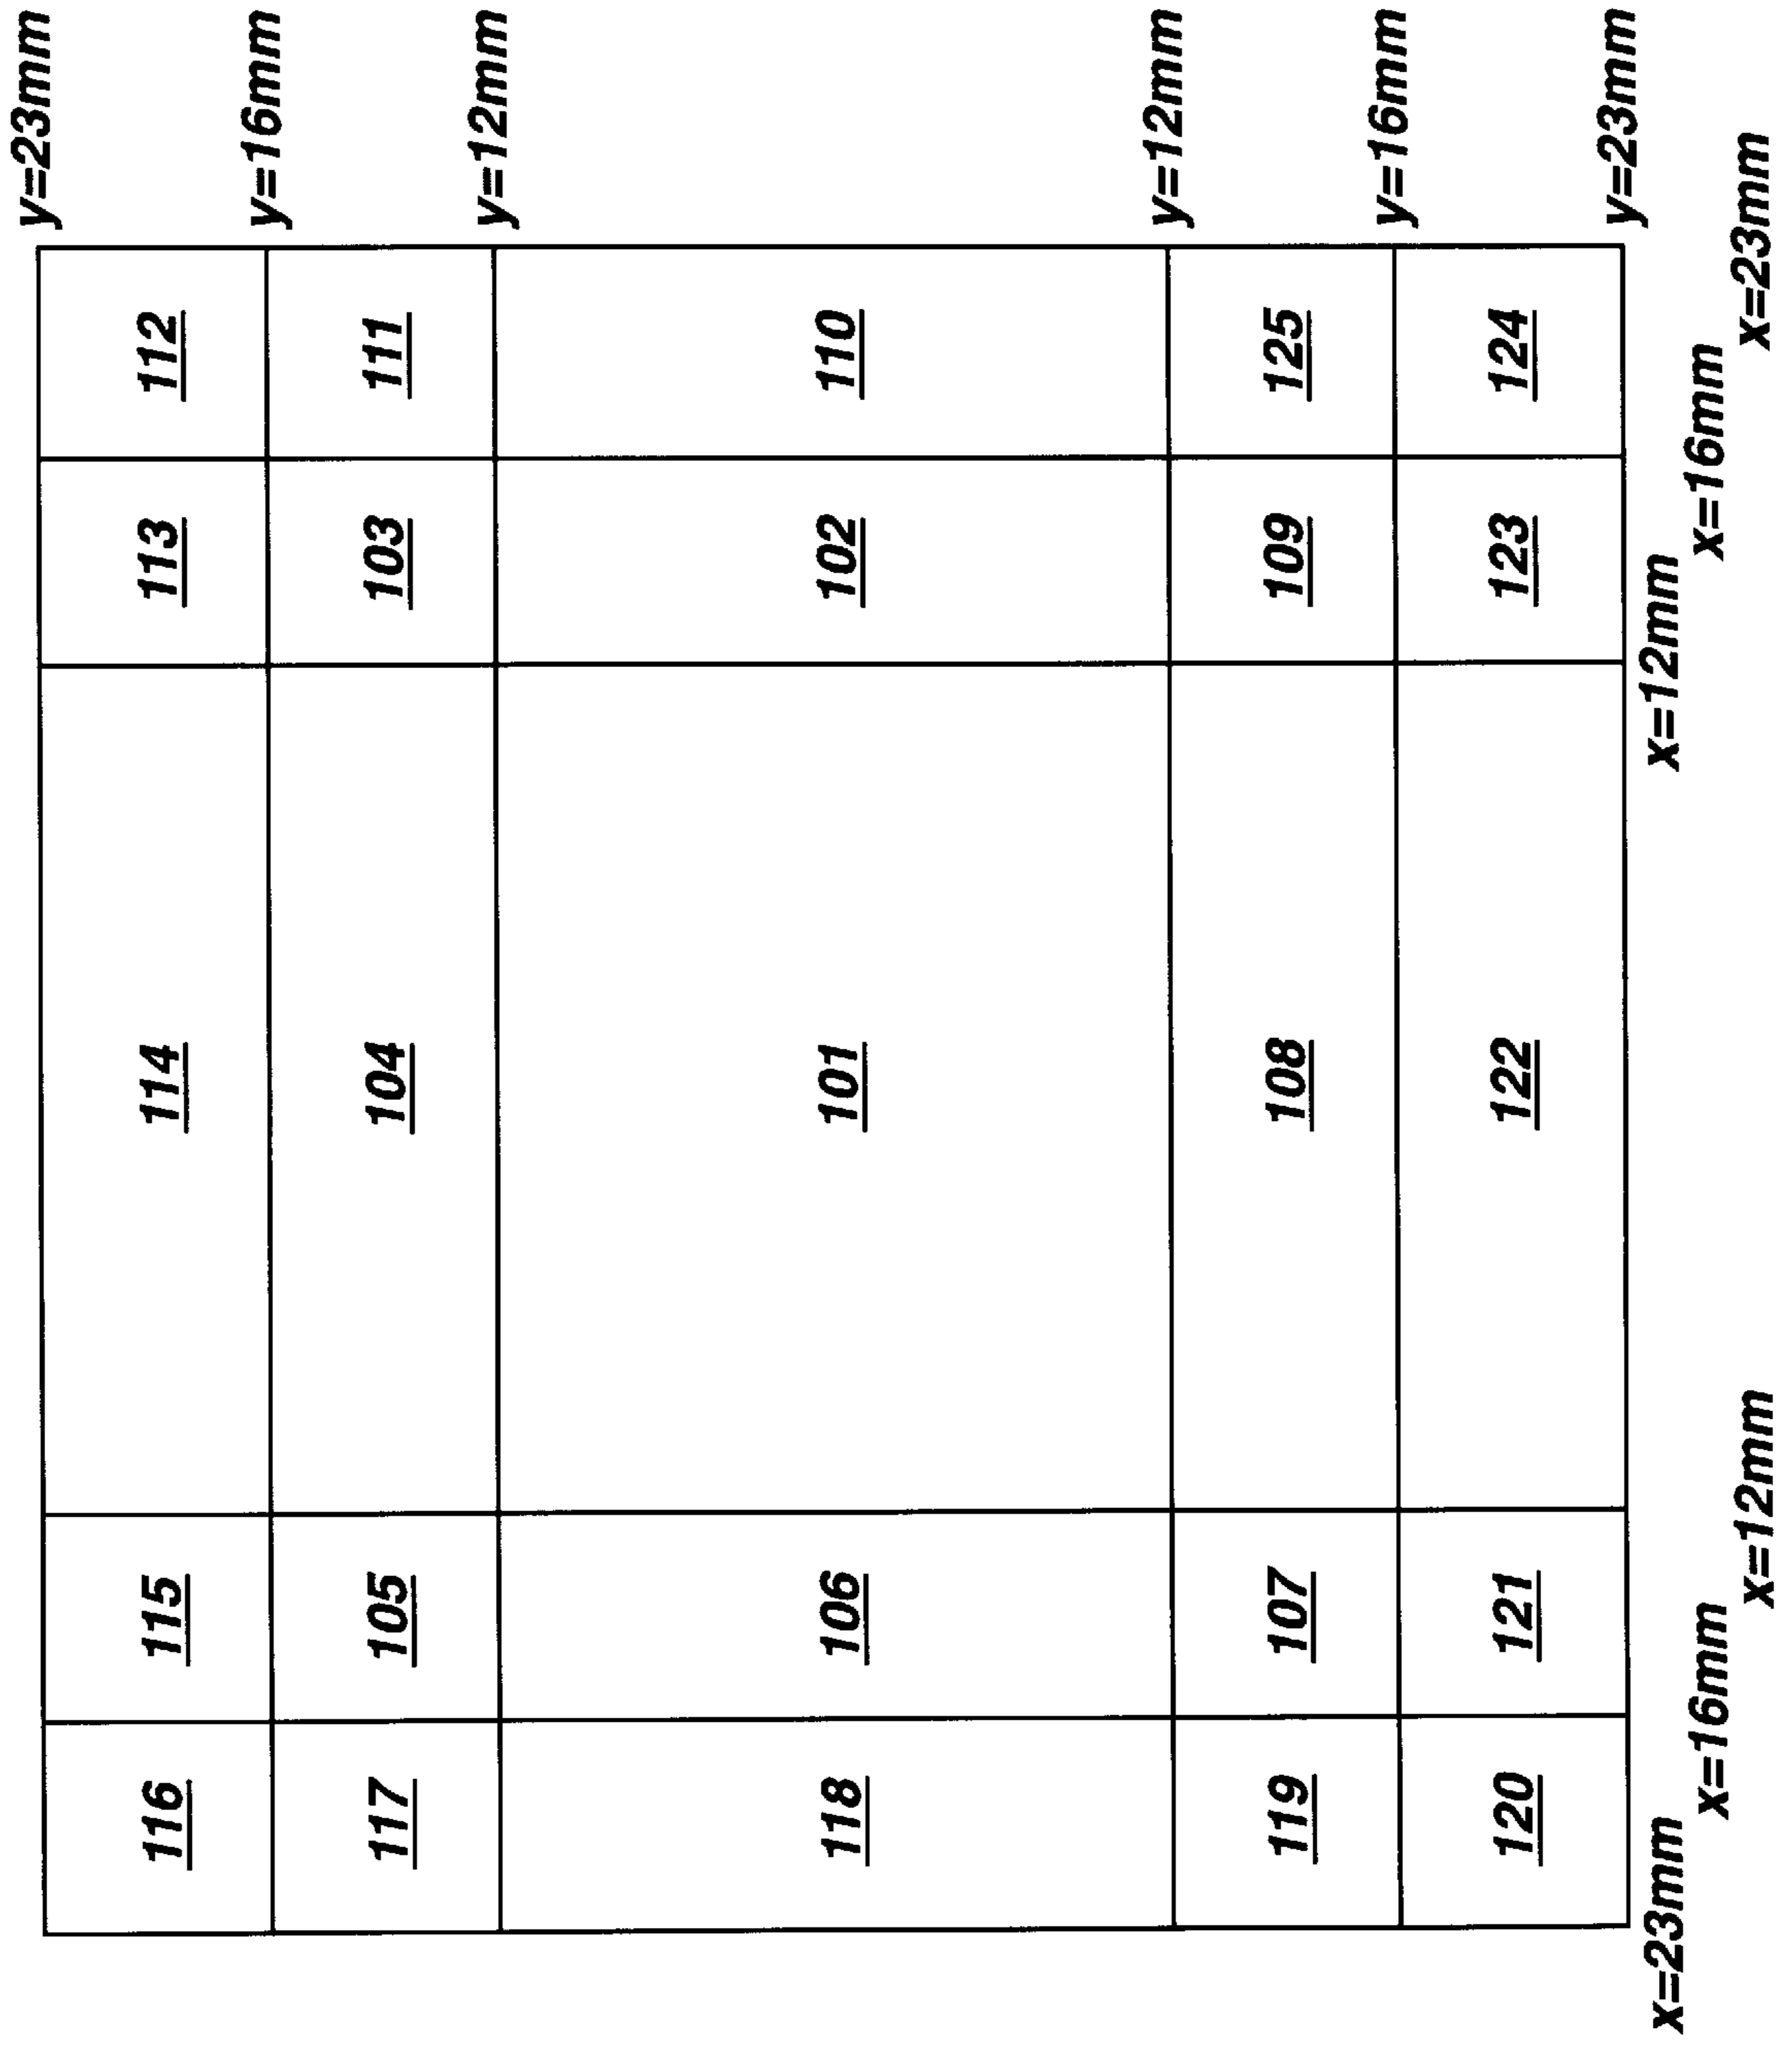 y=23mm
116 115 114 113 112
y=16mm
117 105 104 103 111
y=12mm
118 106 101 102 110
y=12mm
119 107 108 109 125
y=16mm
120 121 122 123 124
y=23mm
x=23mm x=12mm
x=16mm x=16mm
x=12mm x=23mm